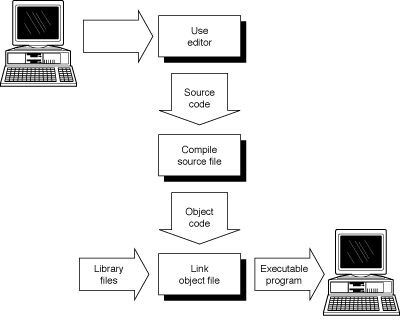 Use
editor
Source
code
Compile
source file
Object
code
Library
files
Link
object file
Executable
program